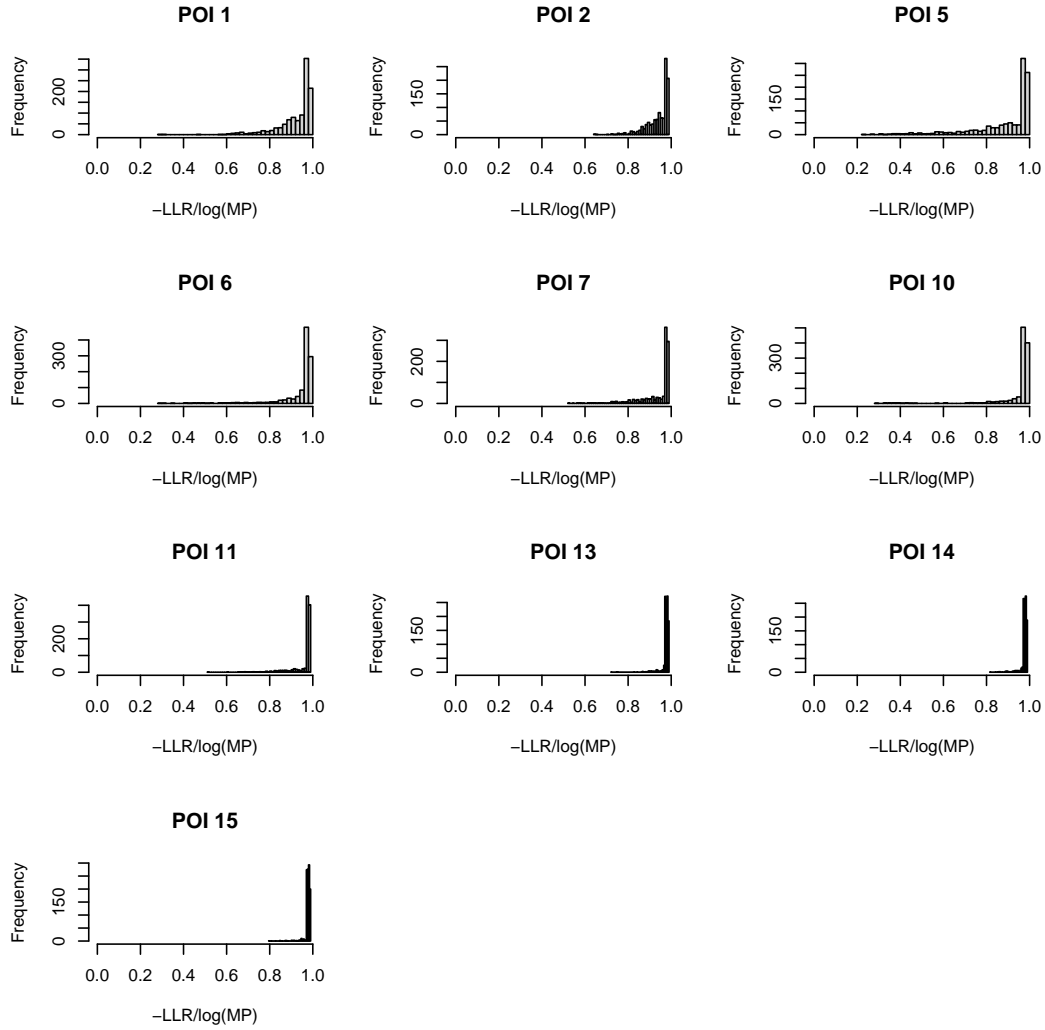 POI 1 POI 2 POI 5
Frequency 0 200 Frequency 0 150 Frequency 0 150
0.0 0.2 0.4 0.6 0.8 1.0 0.0 0.2 0.4 0.6 0.8 1.0 0.0 0.2 0.4 0.6 0.8 1.0
−LLR/log(MP) −LLR/log(MP) −LLR/log(MP)
POI 6 POI 7 POI 10
Frequency 0 300 Frequency 0 200 Frequency 0 300
0.0 0.2 0.4 0.6 0.8 1.0 0.0 0.2 0.4 0.6 0.8 1.0 0.0 0.2 0.4 0.6 0.8 1.0
−LLR/log(MP) −LLR/log(MP) −LLR/log(MP)
POI 11 POI 13 POI 14
Frequency 0 200 Frequency 0 150 Frequency 0 150
0.0 0.2 0.4 0.6 0.8 1.0 0.0 0.2 0.4 0.6 0.8 1.0 0.0 0.2 0.4 0.6 0.8 1.0
−LLR/log(MP) −LLR/log(MP) −LLR/log(MP)
POI 15
Frequency 0 150
0.0 0.2 0.4 0.6 0.8 1.0
−LLR/log(MP)